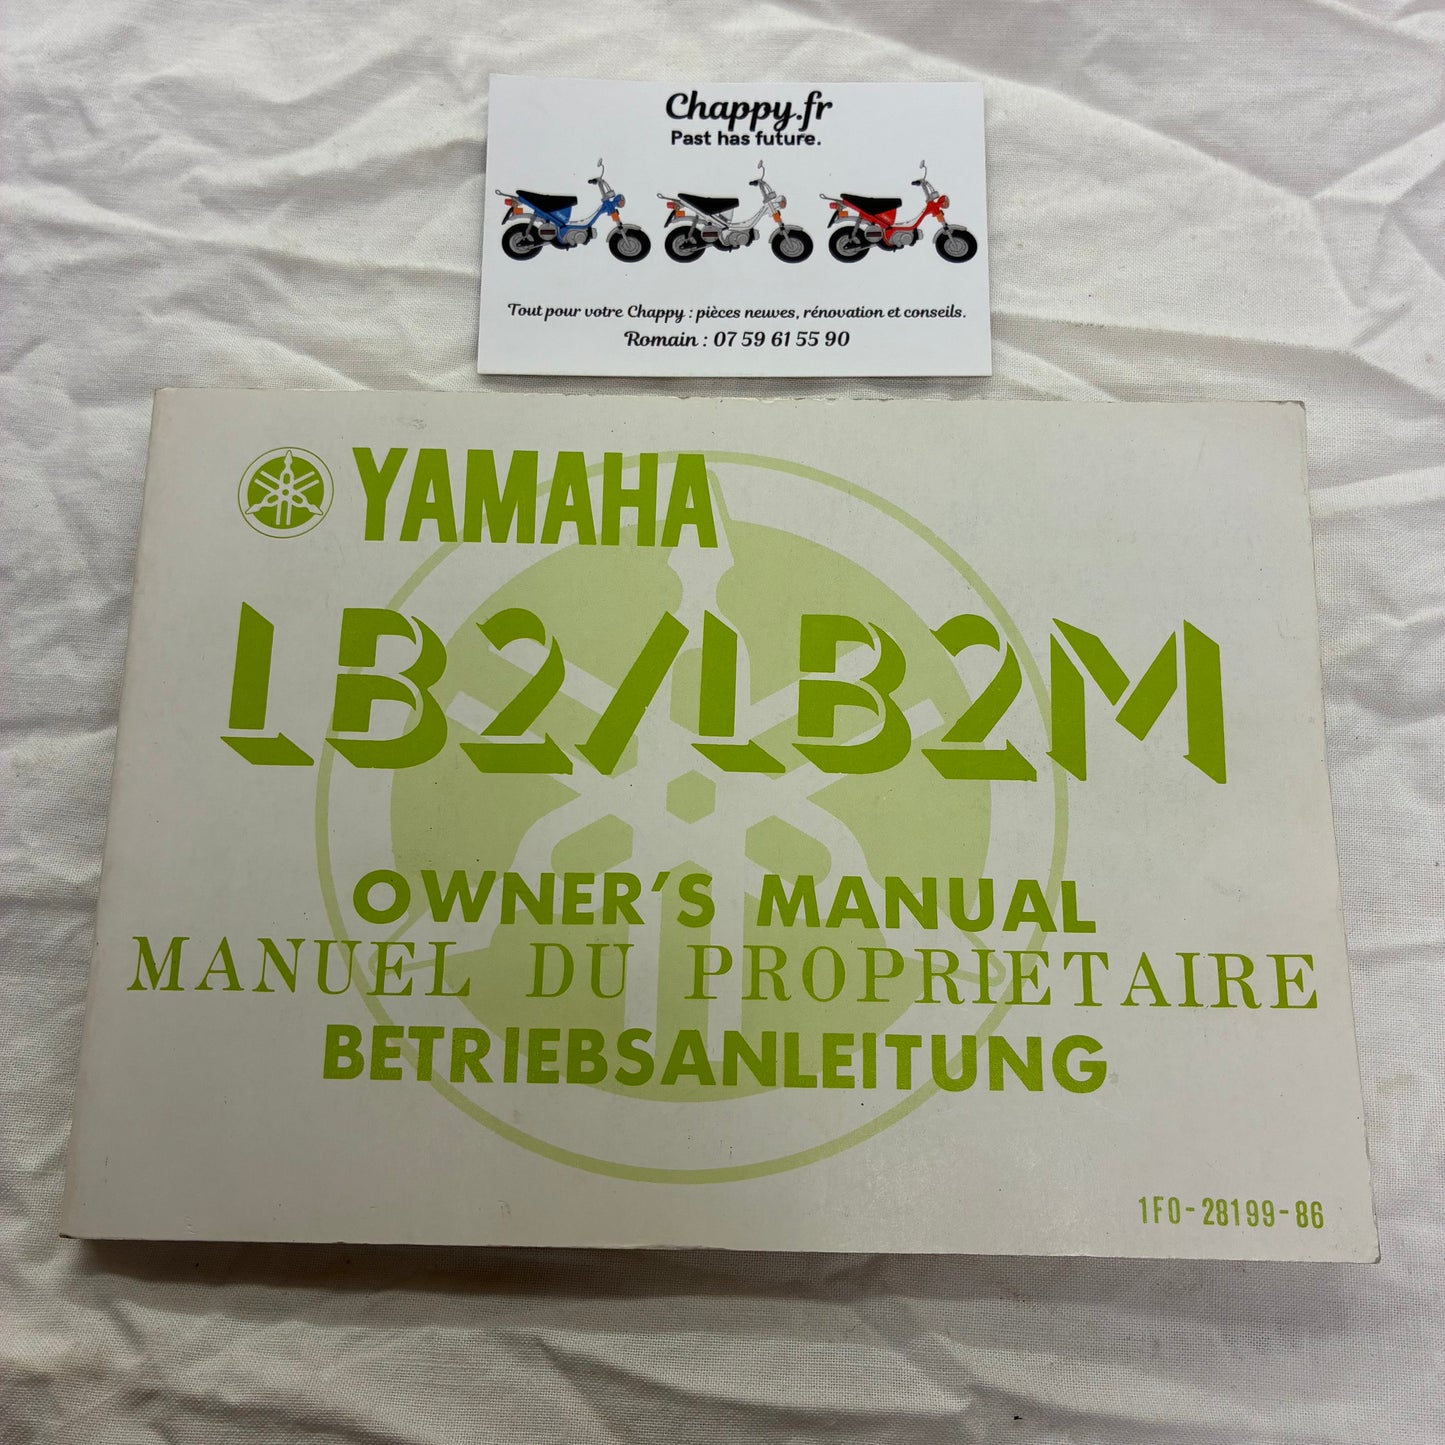 Chappy.fr
Past has future.
Tout pour votre Chappy : pièces neuves, rénovation et conseils.
Romain : 07 59 61 55 90
YAMAHA
LB2/LB2M
OWNER'S MANUAL
MANUEL DU PROPRIETAIRE
BETRIEBSANLEITUNG
1F0-28199-86